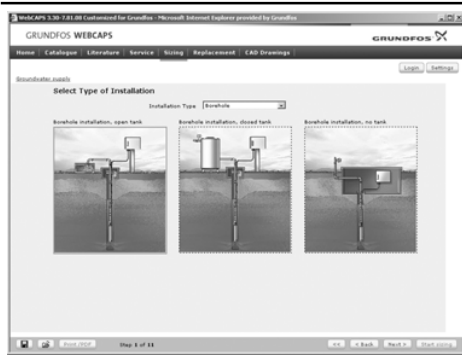 WebCAPS 3.30-7.01.00 Customized for Grundfos - Microsoft Internet Explorer provided by Grundfos
GRUNDFOS WEBCAPS
GRUNDFOS
Home Catalogue Literature Service Sizing Replacement CAD Drawings
Login Settings
Groundwater supply
Select Type of Installation
Installation Type Borehole
Borehole installation, open tank Borehole installation, closed tank Borehole installation, no tank
Print/PDF Step 1 of 11 << < Back Next > Start sizing